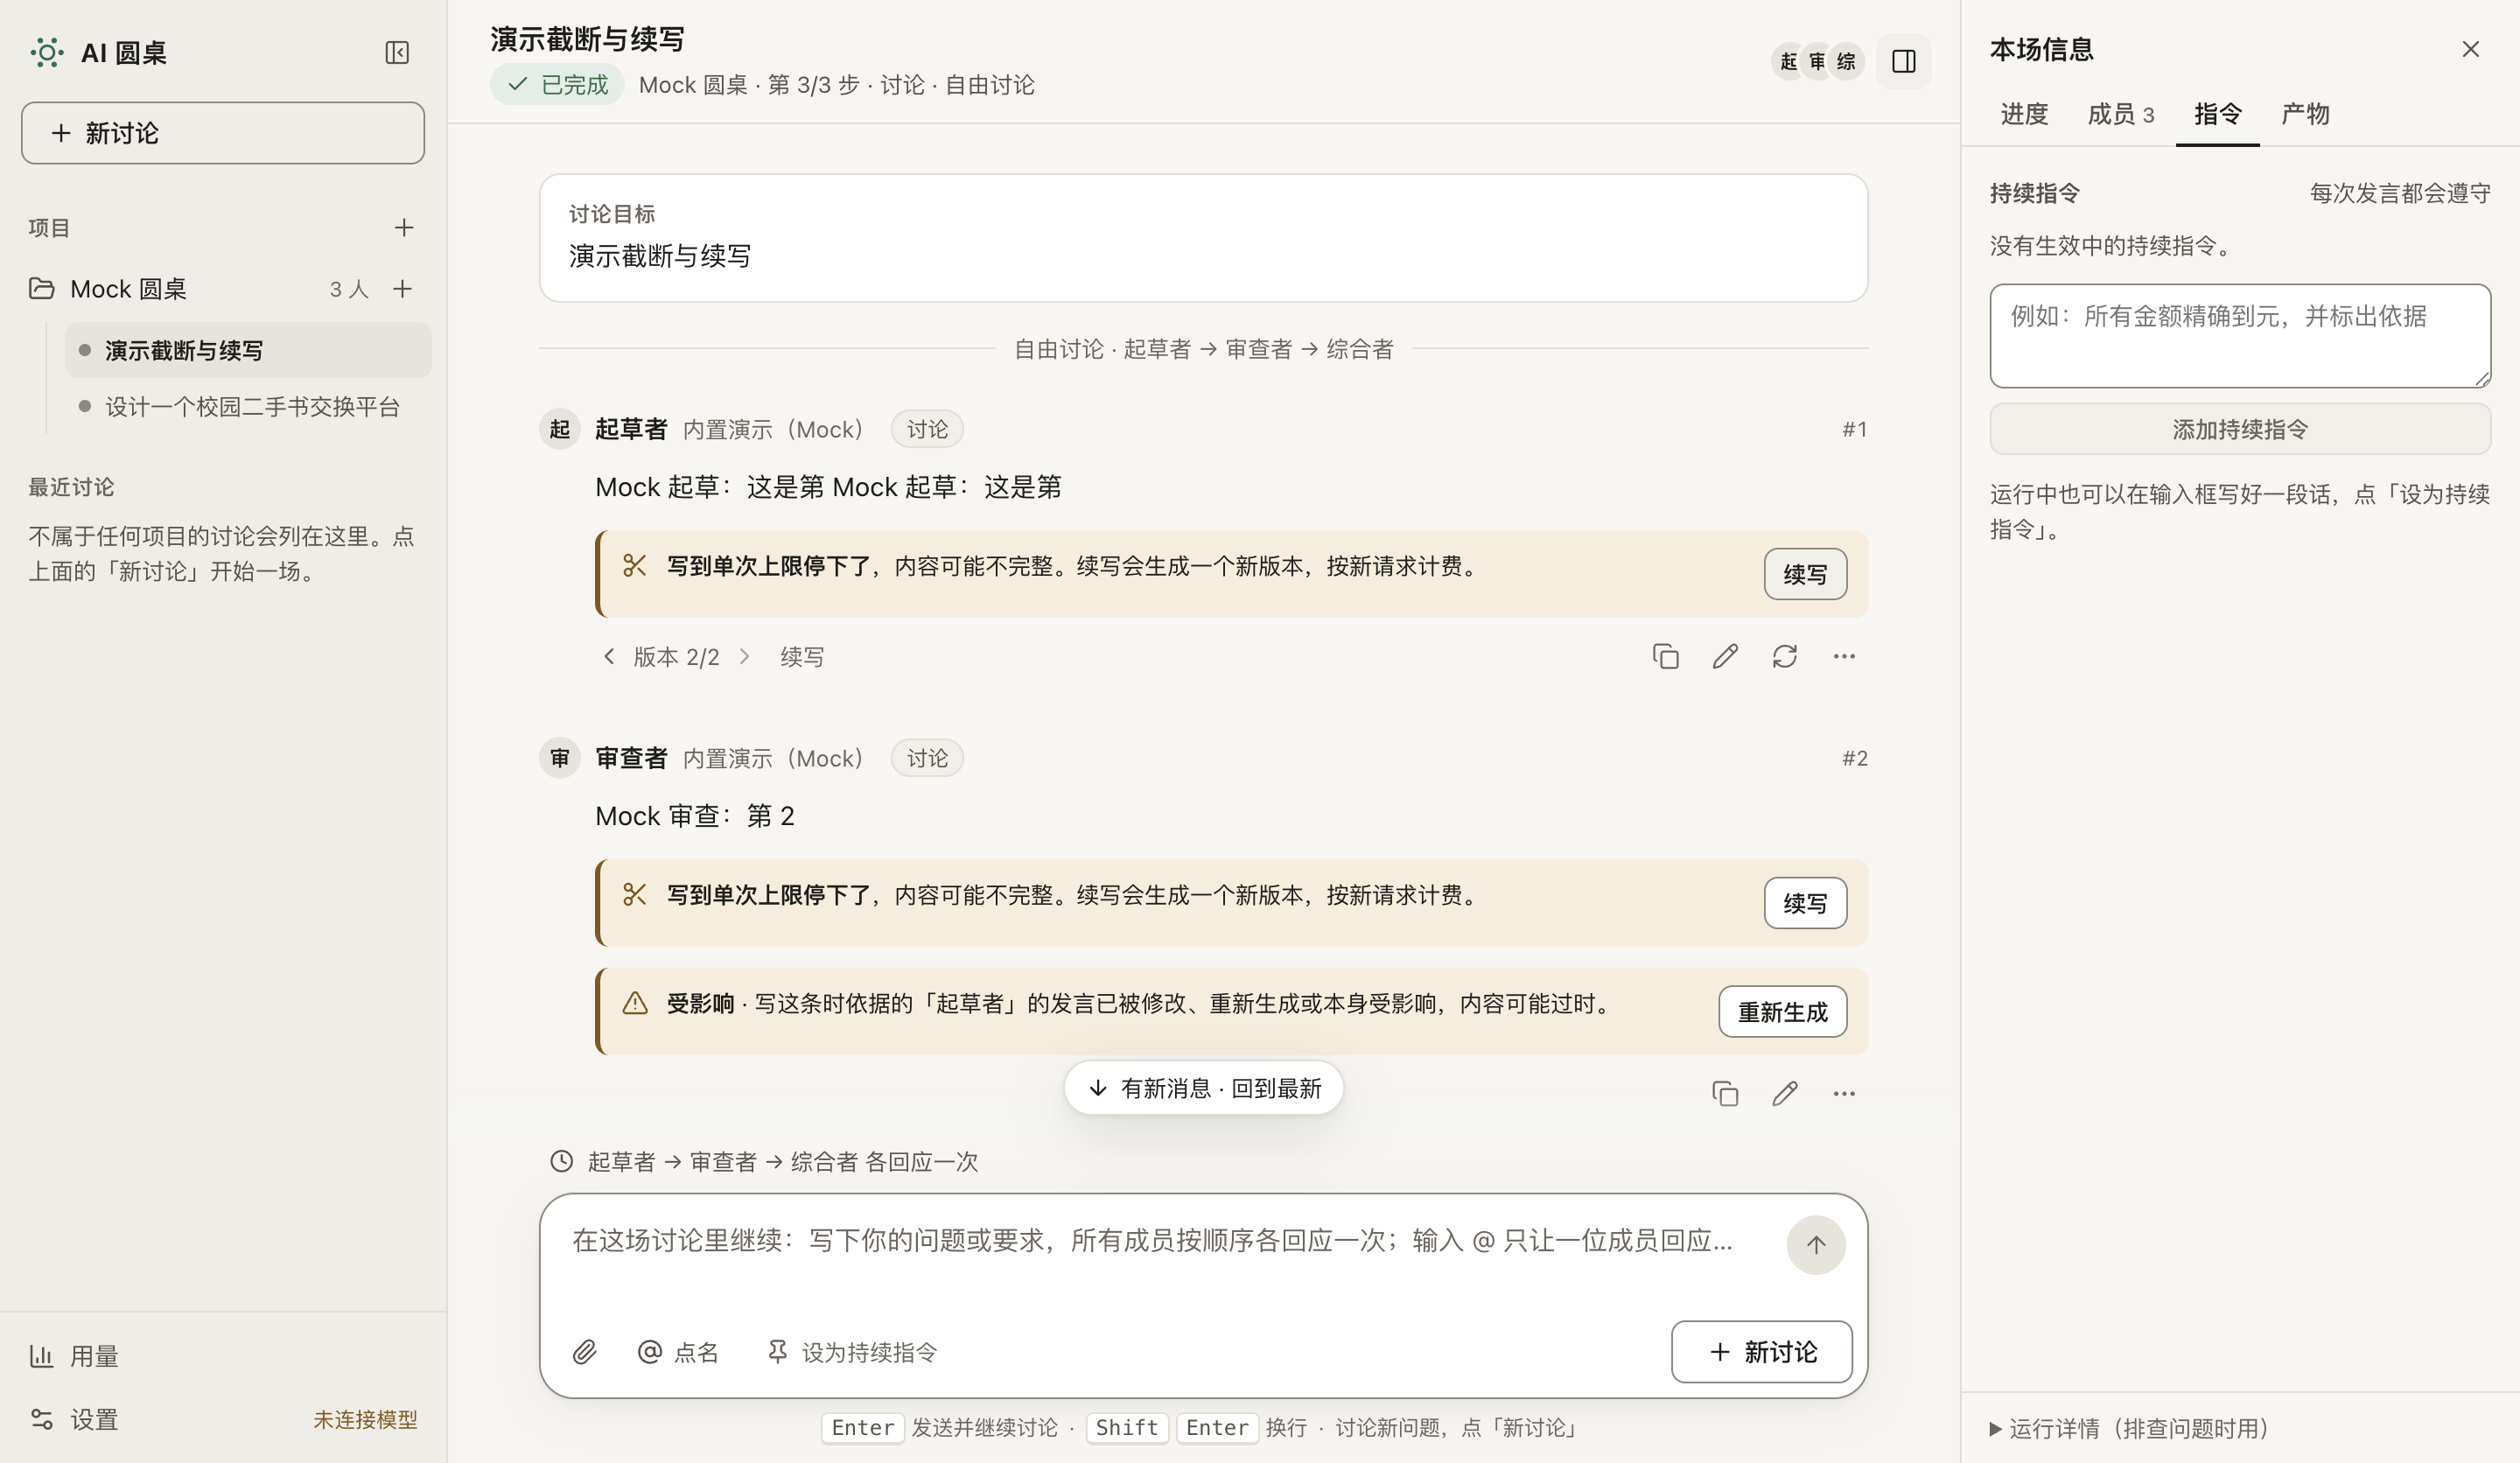 AI 圆桌
新讨论
项目
Mock 圆桌 3 人
演示截断与续写
设计一个校园二手书交换平台
最近讨论
不属于任何项目的讨论会列在这里。点
上面的「新讨论」开始一场。
用量
设置 未连接模型
演示截断与续写
已完成 Mock 圆桌 · 第 3/3 步 · 讨论 · 自由讨论
起 审 综
讨论目标
演示截断与续写
自由讨论 · 起草者 → 审查者 → 综合者
起 起草者 内置演示（Mock） 讨论 #1
Mock 起草：这是第 Mock 起草：这是第
写到单次上限停下了，内容可能不完整。续写会生成一个新版本，按新请求计费。 续写
版本 2/2 续写
审 审查者 内置演示（Mock） 讨论 #2
Mock 审查：第 2
写到单次上限停下了，内容可能不完整。续写会生成一个新版本，按新请求计费。 续写
受影响 · 写这条时依据的「起草者」的发言已被修改、重新生成或本身受影响，内容可能过时。 重新生成
有新消息 · 回到最新
起草者 → 审查者 → 综合者 各回应一次
在这场讨论里继续：写下你的问题或要求，所有成员按顺序各回应一次；输入 @ 只让一位成员回应...
@ 点名 设为持续指令 新讨论
Enter 发送并继续讨论 · Shift Enter 换行 · 讨论新问题，点「新讨论」
本场信息
进度 成员 3 指令 产物
持续指令 每次发言都会遵守
没有生效中的持续指令。
例如：所有金额精确到元，并标出依据
添加持续指令
运行中也可以在输入框写好一段话，点「设为持续
指令」。
运行详情（排查问题时用）